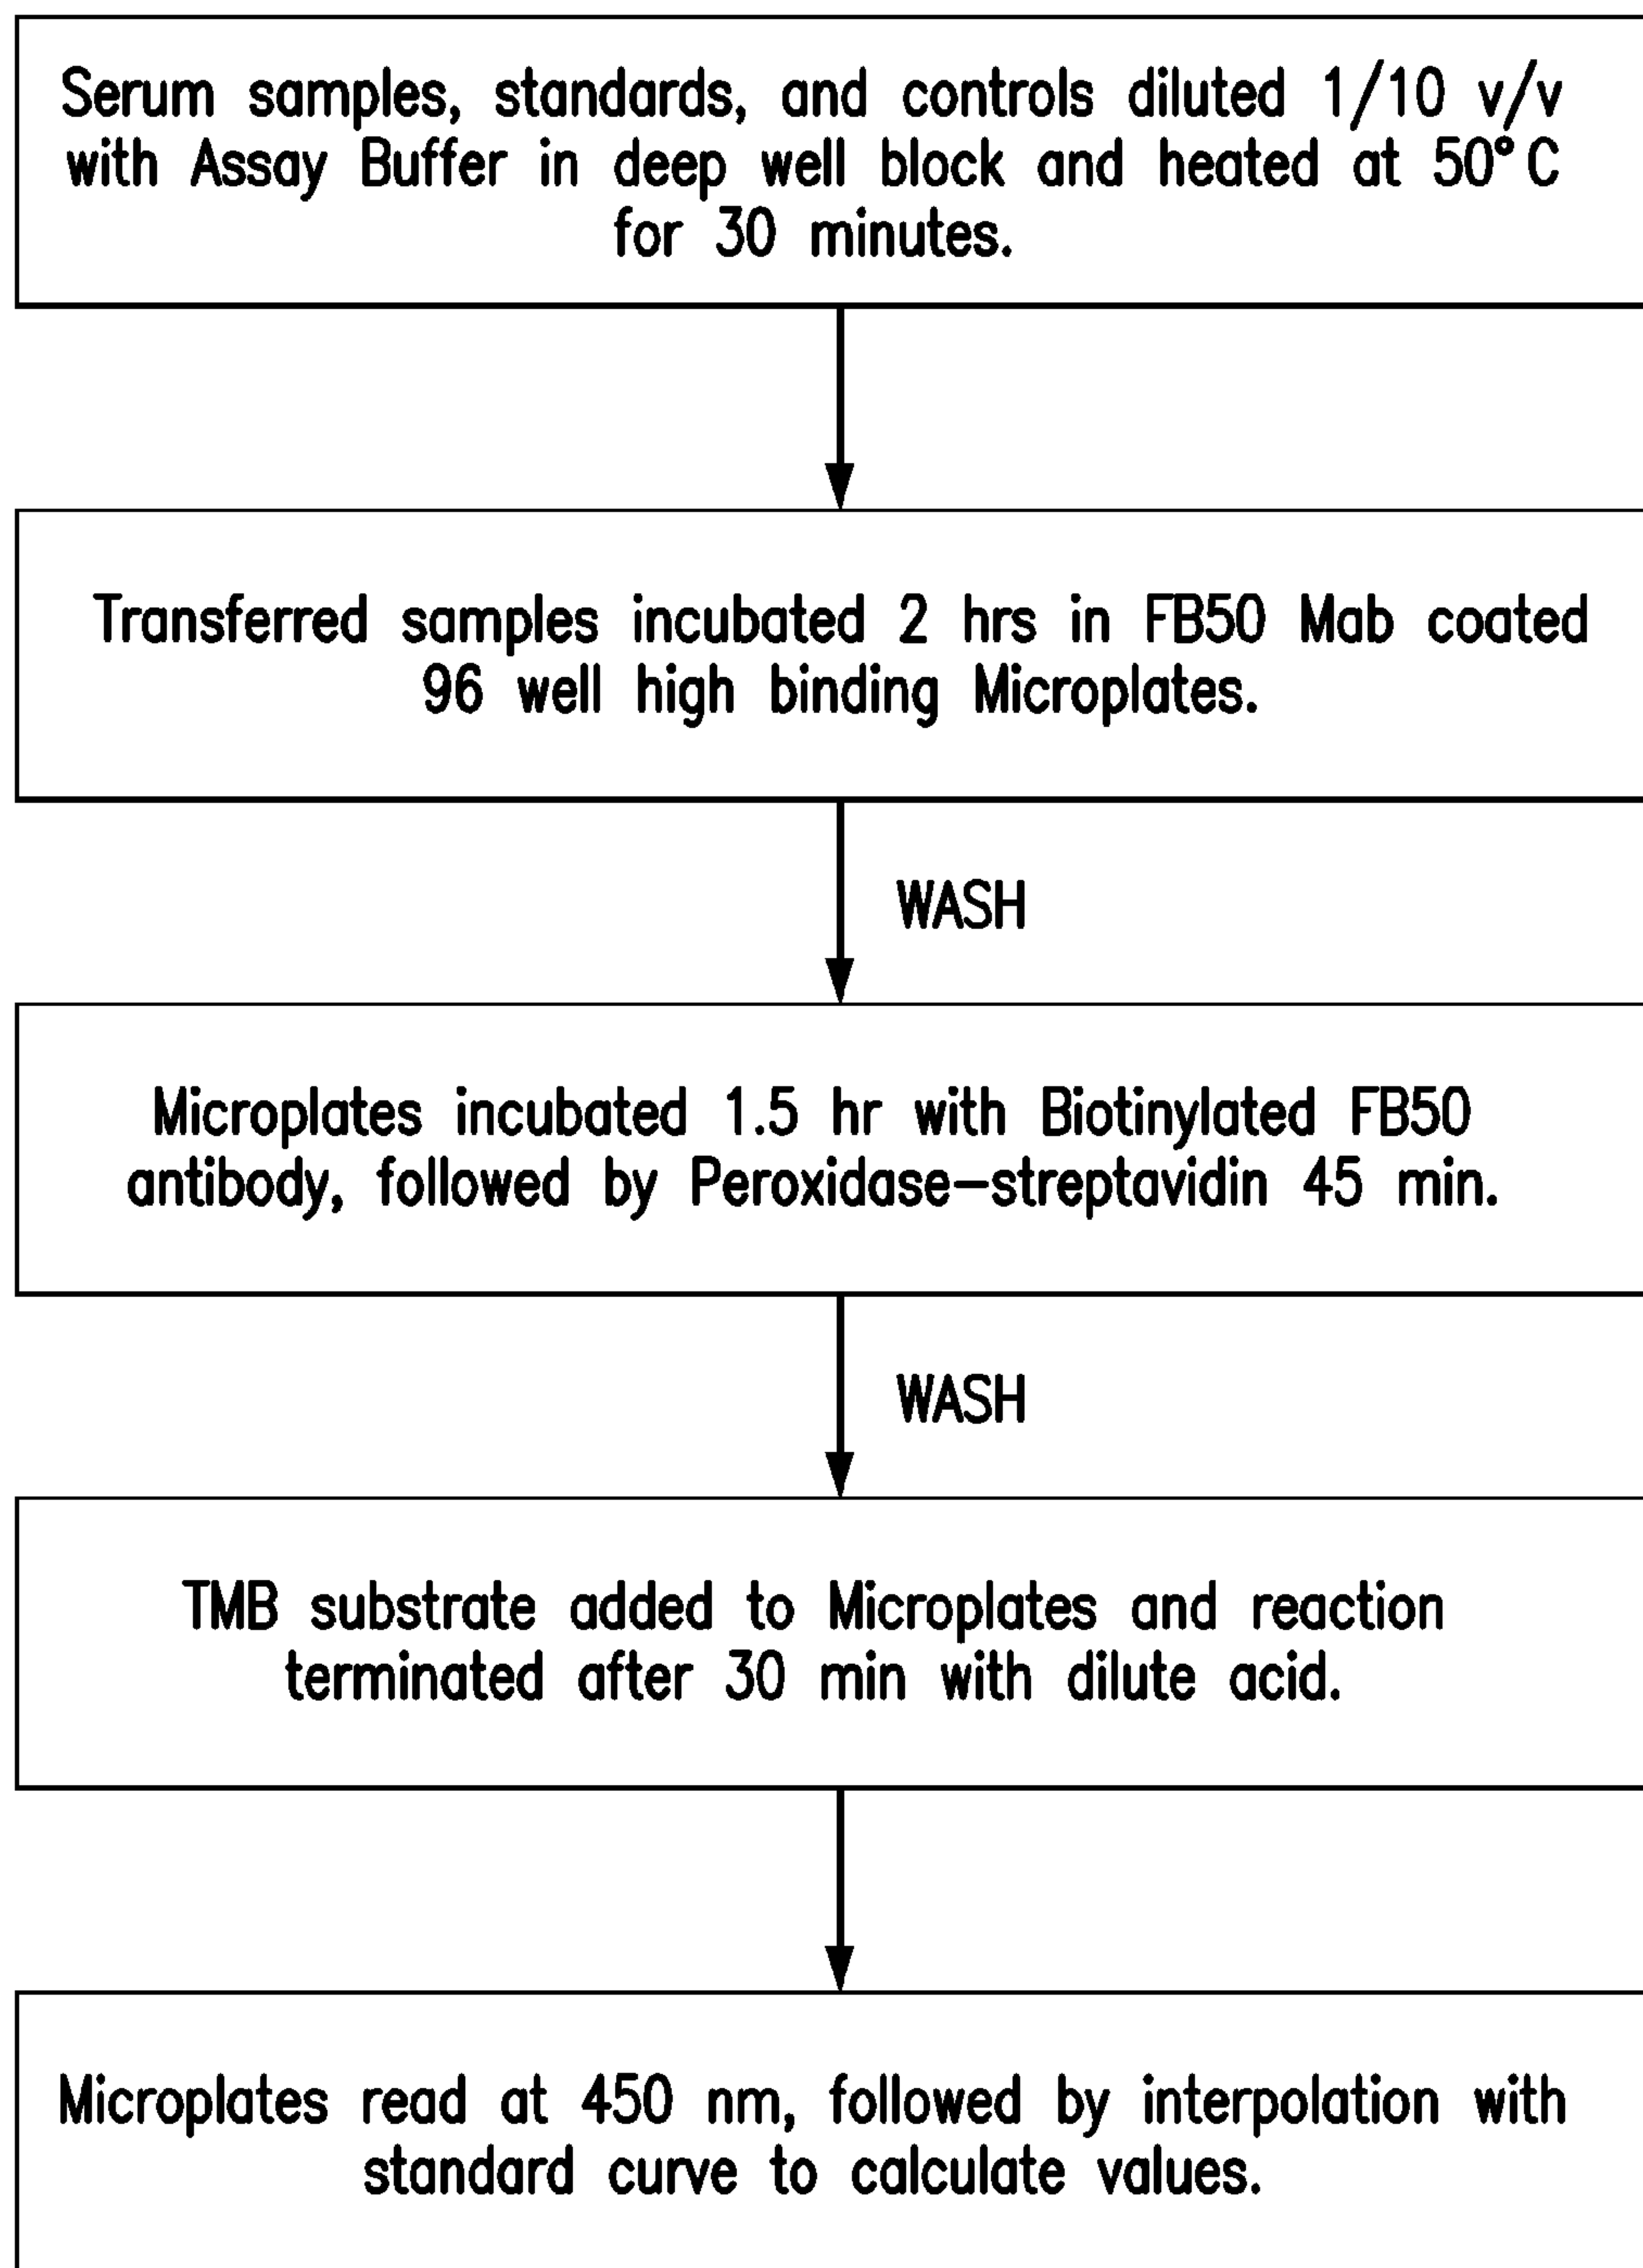 Serum samples, standards, and controls diluted 1/10 v/v
with Assay Buffer in deep well block and heated at 50°C
for 30 minutes.
Transferred samples incubated 2 hrs in FB50 Mab coated
96 well high binding Microplates.
WASH
Microplates incubated 1.5 hr with Biotinylated FB50
antibody, followed by Peroxidase-streptavidin 45 min.
WASH
TMB substrate added to Microplates and reaction
terminated after 30 min with dilute acid.
Microplates read at 450 nm, followed by interpolation with
standard curve to calculate values.